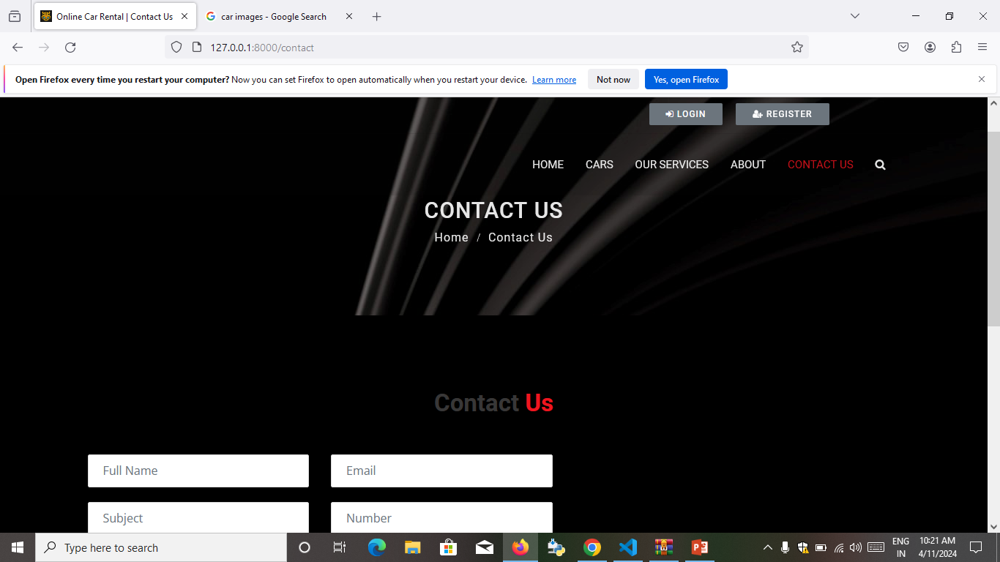 Online Car Rental | Contact Us
car images - Google Search
127.0.0.1:8000/contact
Open Firefox every time you restart your computer? Now you can set Firefox to open automatically when you restart your device. Learn more Not now Yes, open Firefox
LOGIN REGISTER
HOME CARS OUR SERVICES ABOUT CONTACT US
CONTACT US
Home / Contact Us
Contact Us
Full Name Email
Subject Number
Type here to search
ENG 10:21 AM
IN 4/11/2024